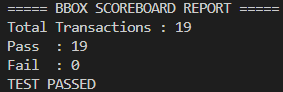 ===== BBOX SCOREBOARD REPORT =====
Total Transactions : 19
Pass  : 19
Fail  : 0
TEST PASSED